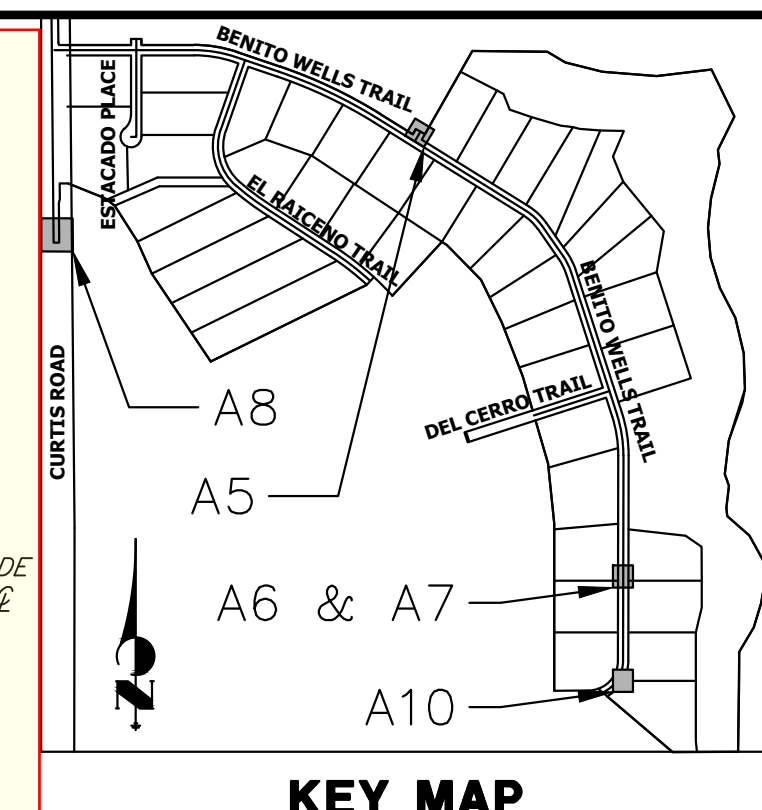 BENITO WELLS TRAIL
ESTACADO PLACE
EL RAICENO TRAIL
BENITO WELLS TRAIL
CURTIS ROAD
A8
DEL CERRO TRAIL
A5
DE
A6 & A7
N
A10
KEY MAP